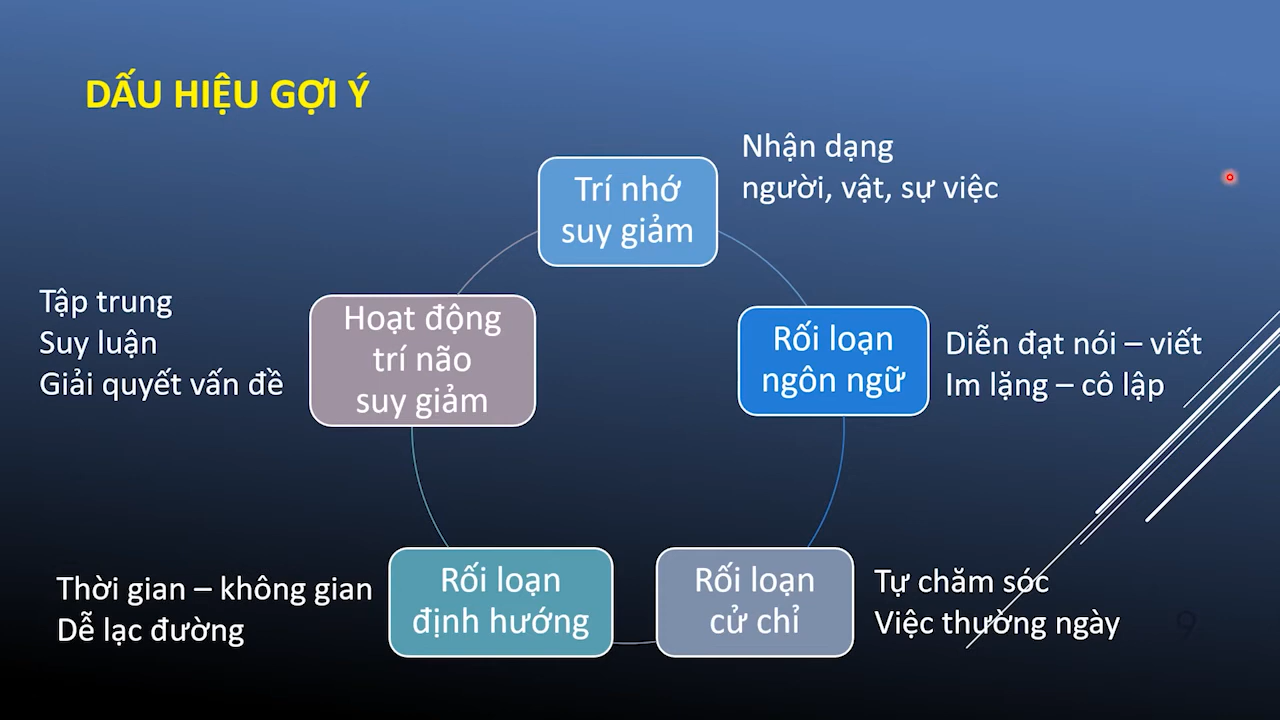 DẤU HIỆU GỢI Ý
Trí nhớ
suy giảm
Nhận dạng
người, vật, sự việc
Rối loạn
ngôn ngữ
Diễn đạt nói – viết
Im lặng – cô lập
Rối loạn
cử chỉ
Tự chăm sóc
Việc thường ngày
Rối loạn
định hướng
Thời gian – không gian
Dễ lạc đường
Hoạt động
trí não
suy giảm
Tập trung
Suy luận
Giải quyết vấn đề
9